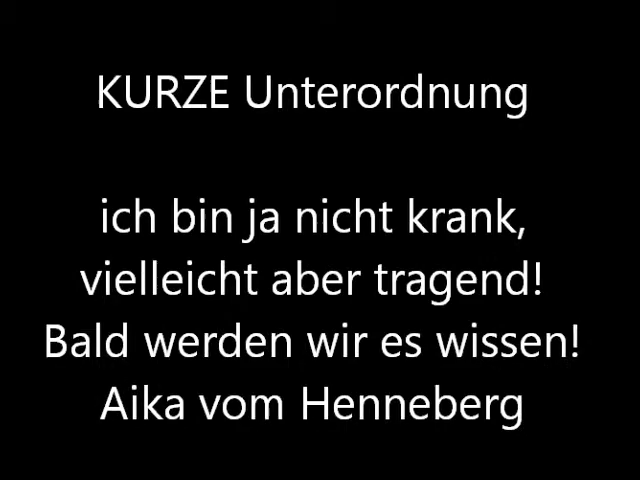 KURZE Unterordnung
ich bin ja nicht krank,
vielleicht aber tragend!
Bald werden wir es wissen!
Aika vom Henneberg